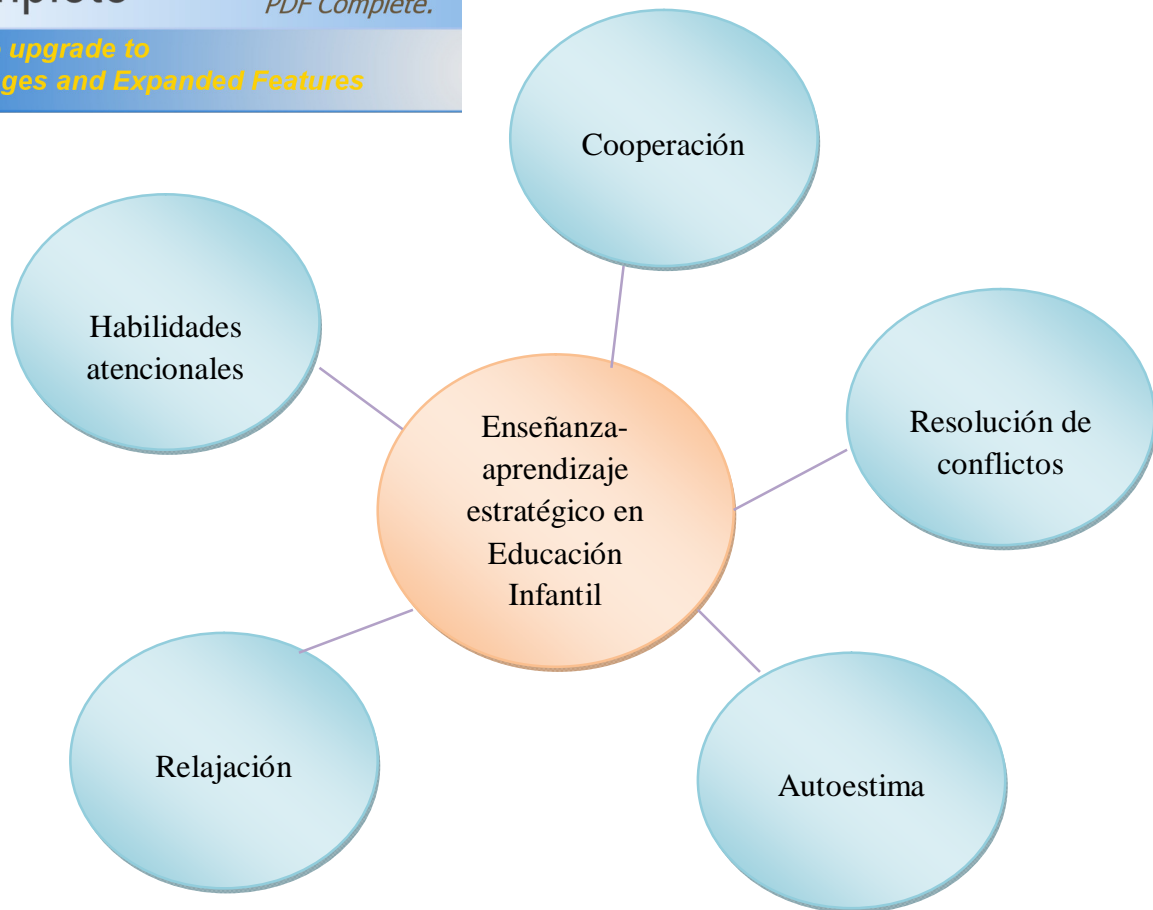 PDF Complete.
upgrade to
and Expanded Features
Cooperación
Habilidades
atencionales
Resolución de
conflictos
Enseñanza-
aprendizaje
estratégico en
Educación
Infantil
Relajación
Autoestima